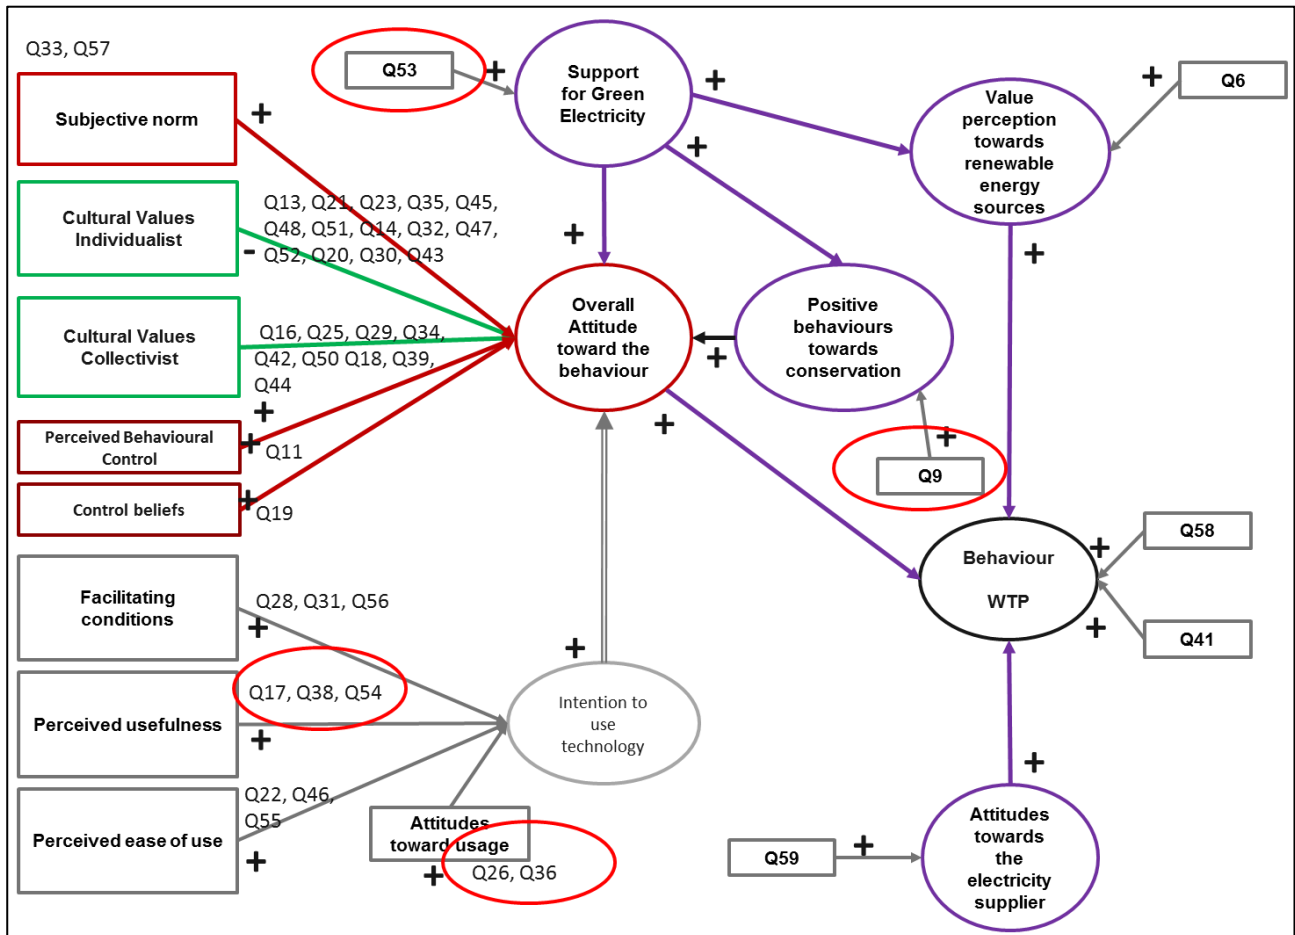 Q33, Q57
Subjective norm
+
Q53
+
Support
for Green
Electricity
+
+
Value
perception
towards
renewable
energy
sources
+
Q6
Cultural Values
Individualist
-
Q13, Q21, Q23, Q35, Q45,
Q48, Q51, Q14, Q32, Q47,
Q52, Q20, Q30, Q43
+
+
Cultural Values
Collectivist
Q16, Q25, Q29, Q34,
Q42, Q50 Q18, Q39,
Q44
+
Overall
Attitude
toward the
behaviour
+
Positive
behaviours
towards
conservation
Perceived Behavioural
Control
+
Q11
+
+
Q9
Control beliefs
+
Q19
Facilitating
conditions
Q28, Q31, Q56
+
Behaviour
WTP
+
+
Q58
Q41
Perceived usefulness
Q17, Q38, Q54
+
+
Intention to
use
technology
Perceived ease of use
Q22, Q46,
Q55
+
Attitudes
toward usage
+
Q26, Q36
Q59
+
+
Attitudes
towards
the
electricity
supplier